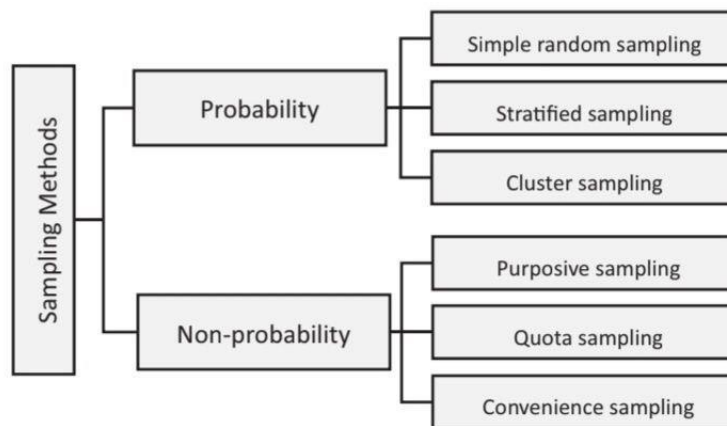 Sampling Methods
Probability
Simple random sampling
Stratified sampling
Cluster sampling
Non-probability
Purposive sampling
Quota sampling
Convenience sampling